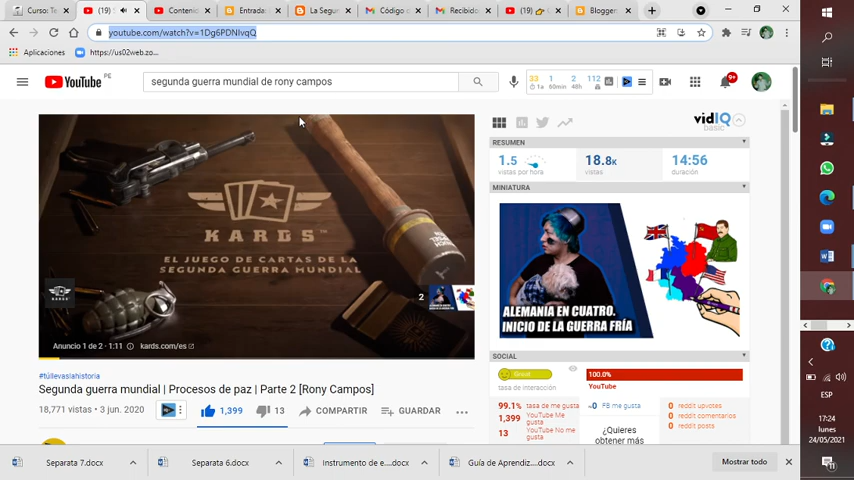 Curso: Te
(19)
Conteni
Entrada:
La Segur
Código c
Recibido
(19)
Blogger:
youtube.com/watch?v=1Dg6PDNIvqQ
Aplicaciones
https://us02web.zo...
YouTube PE
segunda guerra mundial de rony campos
33 1 2 112
1a 60min 48h
9+
KARDS
EL JUEGO DE CARTAS DE LA
SEGUNDA GUERRA MUNDIAL
2
Anuncio 1 de 2 · 1:11 kards.com/es
#túllevaslahistoria
Segunda guerra mundial | Procesos de paz | Parte 2 [Rony Campos]
18,771 vistas • 3 jun. 2020
1,399
13
COMPARTIR
GUARDAR
vidIQ
BASIC
RESUMEN
1.5
vistas por hora
18.8K
vistas
14:56
duración
MINIATURA
ALEMANIA EN CUATRO.
INICIO DE LA GUERRA FRÍA
SOCIAL
Great
tasa de interacción
100.0%
YouTube
99.1% tasa de me gusta
1,399 YouTube Me gusta
13 YouTube No me gusta
~0 FB me gusta
¿Quieres
obtener más
0 reddit upvotes
0 reddit comentarios
0 reddit posts
Separata 7.docx
Separata 6.docx
Instrumento de e....docx
Guía de Aprendiz....docx
Mostrar todo
ESP
17:24
lunes
24/05/2021